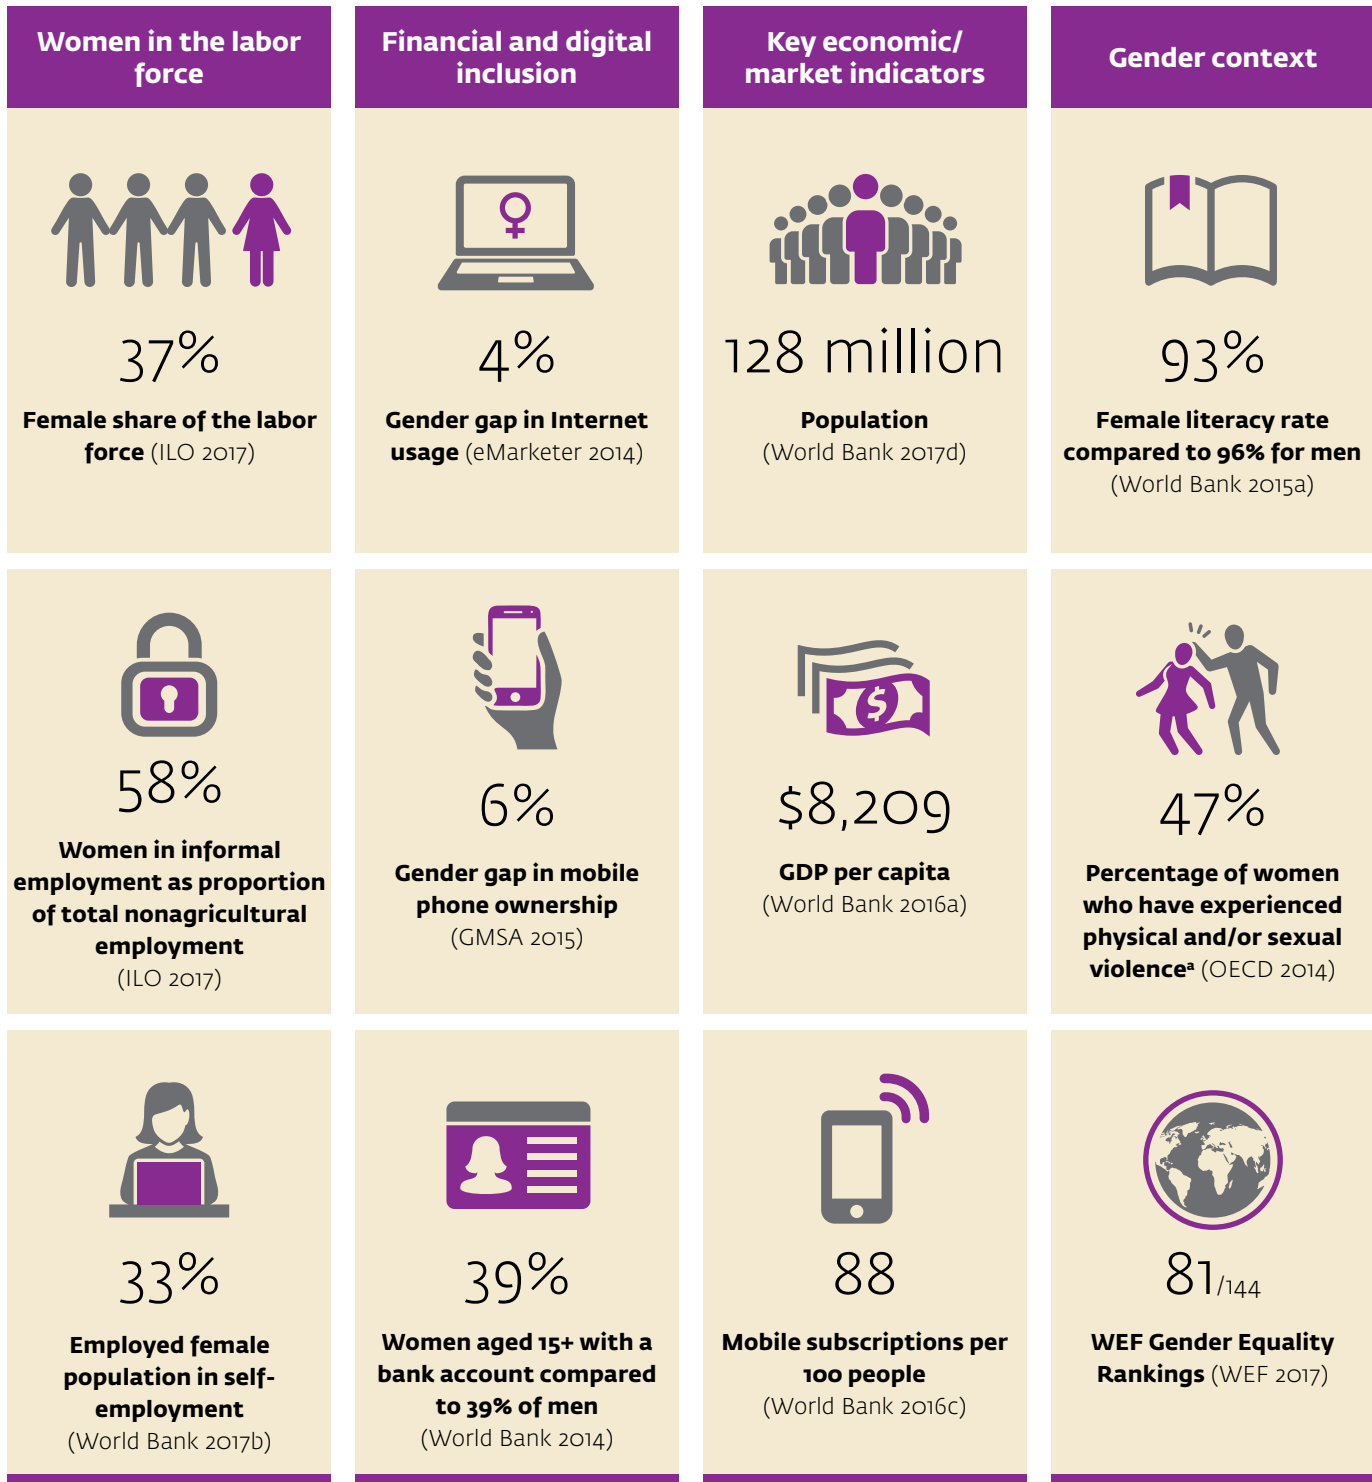 Women in the labor
force
Financial and digital
inclusion
Key economic/
market indicators
Gender context
37%
Female share of the labor
force (ILO 2017)
4%
Gender gap in Internet
usage (eMarketer 2014)
128 million
Population
(World Bank 2017d)
93%
Female literacy rate
compared to 96% for men
(World Bank 2015a)
58%
Women in informal
employment as proportion
of total nonagricultural
employment
(ILO 2017)
6%
Gender gap in mobile
phone ownership
(GMSA 2015)
$8,209
GDP per capita
(World Bank 2016a)
47%
Percentage of women
who have experienced
physical and/or sexual
violenceᵃ (OECD 2014)
33%
Employed female
population in self-
employment
(World Bank 2017b)
39%
Women aged 15+ with a
bank account compared
to 39% of men
(World Bank 2014)
88
Mobile subscriptions per
100 people
(World Bank 2016c)
81/144
WEF Gender Equality
Rankings (WEF 2017)